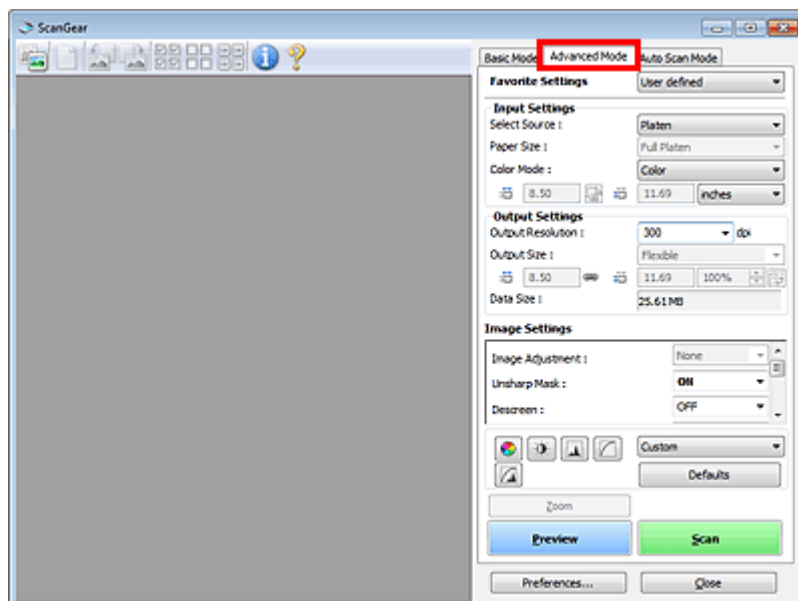 ScanGear
Basic Mode Advanced Mode Auto Scan Mode
Favorite Settings User defined
Input Settings
Select Source : Platen
Paper Size : Full Platen
Color Mode : Color
8.50 11.69 inches
Output Settings
Output Resolution : 300 dpi
Output Size : Flexible
8.50 11.69 100%
Data Size : 25.61 MB
Image Settings
Image Adjustment : None
Unsharp Mask : ON
Descreen : OFF
Custom
Defaults
Zoom
Preview Scan
Preferences... Close